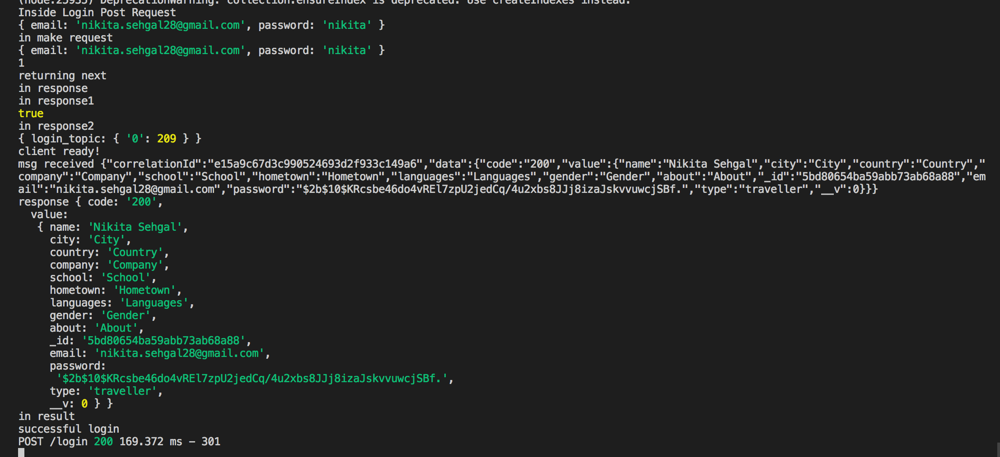 (node:25935) DeprecationWarning: collection.ensureIndex is deprecated. Use createIndexes instead.
Inside Login Post Request
{ email: 'nikita.sehgal28@gmail.com', password: 'nikita' }
in make request
{ email: 'nikita.sehgal28@gmail.com', password: 'nikita' }
1
returning next
in response
in response1
true
in response2
{ login_topic: { '0': 209 } }
client ready!
msg received {"correlationId":"e15a9c67d3c990524693d2f933c149a6","data":{"code":"200","value":{"name":"Nikita Sehgal","city":"City","country":"Country","
company":"Company","school":"School","hometown":"Hometown","languages":"Languages","gender":"Gender","about":"About","_id":"5bd80654ba59abb73ab68a88","em
ail":"nikita.sehgal28@gmail.com","password":"$2b$10$KRcsbe46do4vREl7zpU2jedCq/4u2xbs8JJj8izaJskvvuwcjSBf.","type":"traveller","__v":0}}}
response { code: '200',
  value:
   { name: 'Nikita Sehgal',
     city: 'City',
     country: 'Country',
     company: 'Company',
     school: 'School',
     hometown: 'Hometown',
     languages: 'Languages',
     gender: 'Gender',
     about: 'About',
     _id: '5bd80654ba59abb73ab68a88',
     email: 'nikita.sehgal28@gmail.com',
     password:
      '$2b$10$KRcsbe46do4vREl7zpU2jedCq/4u2xbs8JJj8izaJskvvuwcjSBf.',
     type: 'traveller',
     __v: 0 } }
in result
successful login
POST /login 200 169.372 ms - 301